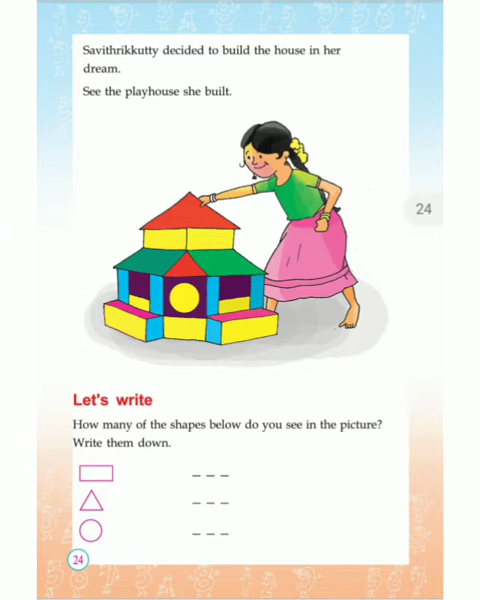 Savithrikkutty decided to build the house in her
dream.
See the playhouse she built.
24
Let's write
How many of the shapes below do you see in the picture?
Write them down.
24